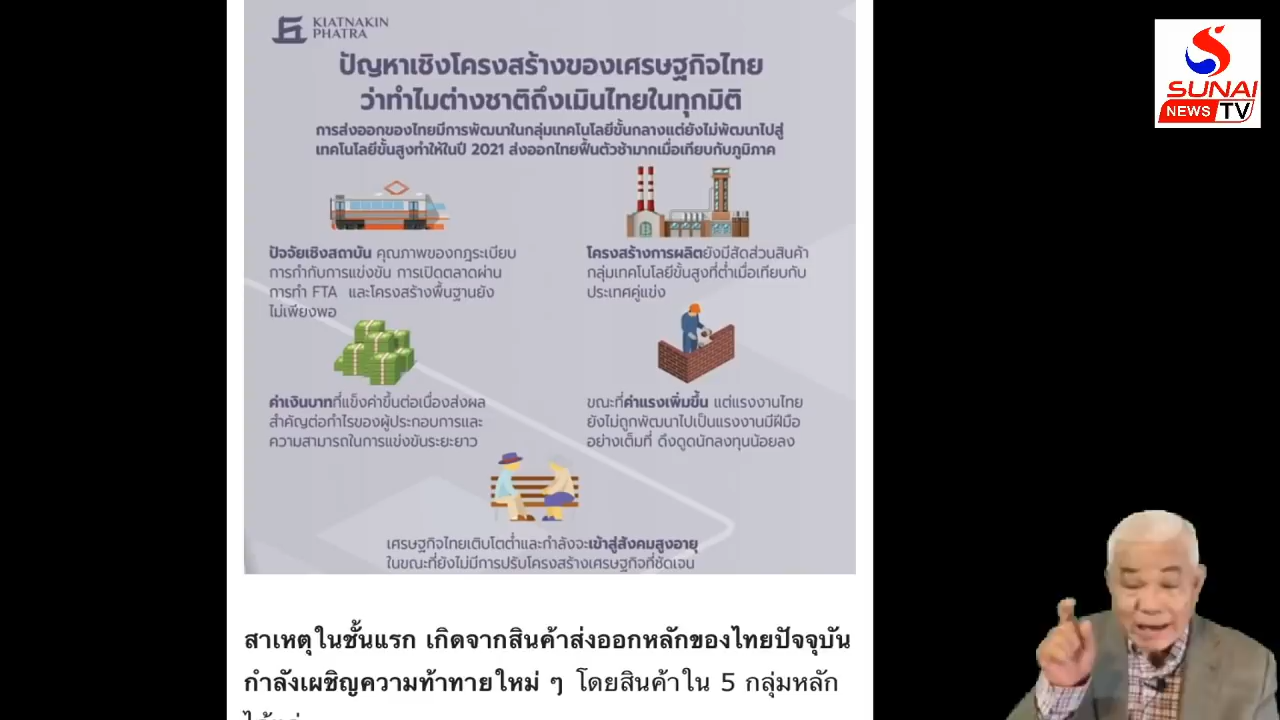 KIATNAKIN
PHATRA
SUNAI
NEWS TV
ปัญหาเชิงโครงสร้างของเศรษฐกิจไทย
ว่าทำไมต่างชาติถึงเมินไทยในทุกมิติ
การส่งออกของไทยมีการพัฒนาในกลุ่มเทคโนโลยีขั้นกลางแต่ยังไม่พัฒนาไปสู่
เทคโนโลยีขั้นสูงทำให้ในปี 2021 ส่งออกไทยฟื้นตัวช้ามากเมื่อเทียบกับภูมิภาค
ปัจจัยเชิงสถาบัน คุณภาพของกฎระเบียบ
การกำกับการแข่งขัน การเปิดตลาดผ่าน
การทำ FTA และโครงสร้างพื้นฐานยัง
ไม่เพียงพอ
โครงสร้างการผลิตยังมีสัดส่วนสินค้า
กลุ่มเทคโนโลยีขั้นสูงที่ต่ำเมื่อเทียบกับ
ประเทศคู่แข่ง
ค่าเงินบาทที่แข็งค่าขึ้นต่อเนื่องส่งผล
สำคัญต่อกำไรของผู้ประกอบการและ
ความสามารถในการแข่งขันระยะยาว
ขณะที่ค่าแรงเพิ่มขึ้น แต่แรงงานไทย
ยังไม่ถูกพัฒนาไปเป็นแรงงานมีฝีมือ
อย่างเต็มที่ ดึงดูดนักลงทุนน้อยลง
เศรษฐกิจไทยเติบโตต่ำและกำลังจะเข้าสู่สังคมสูงอายุ
ในขณะที่ยังไม่มีการปรับโครงสร้างเศรษฐกิจที่ชัดเจน
สาเหตุในชั้นแรก เกิดจากสินค้าส่งออกหลักของไทยปัจจุบัน
กำลังเผชิญความท้าทายใหม่ ๆ โดยสินค้าใน 5 กลุ่มหลัก